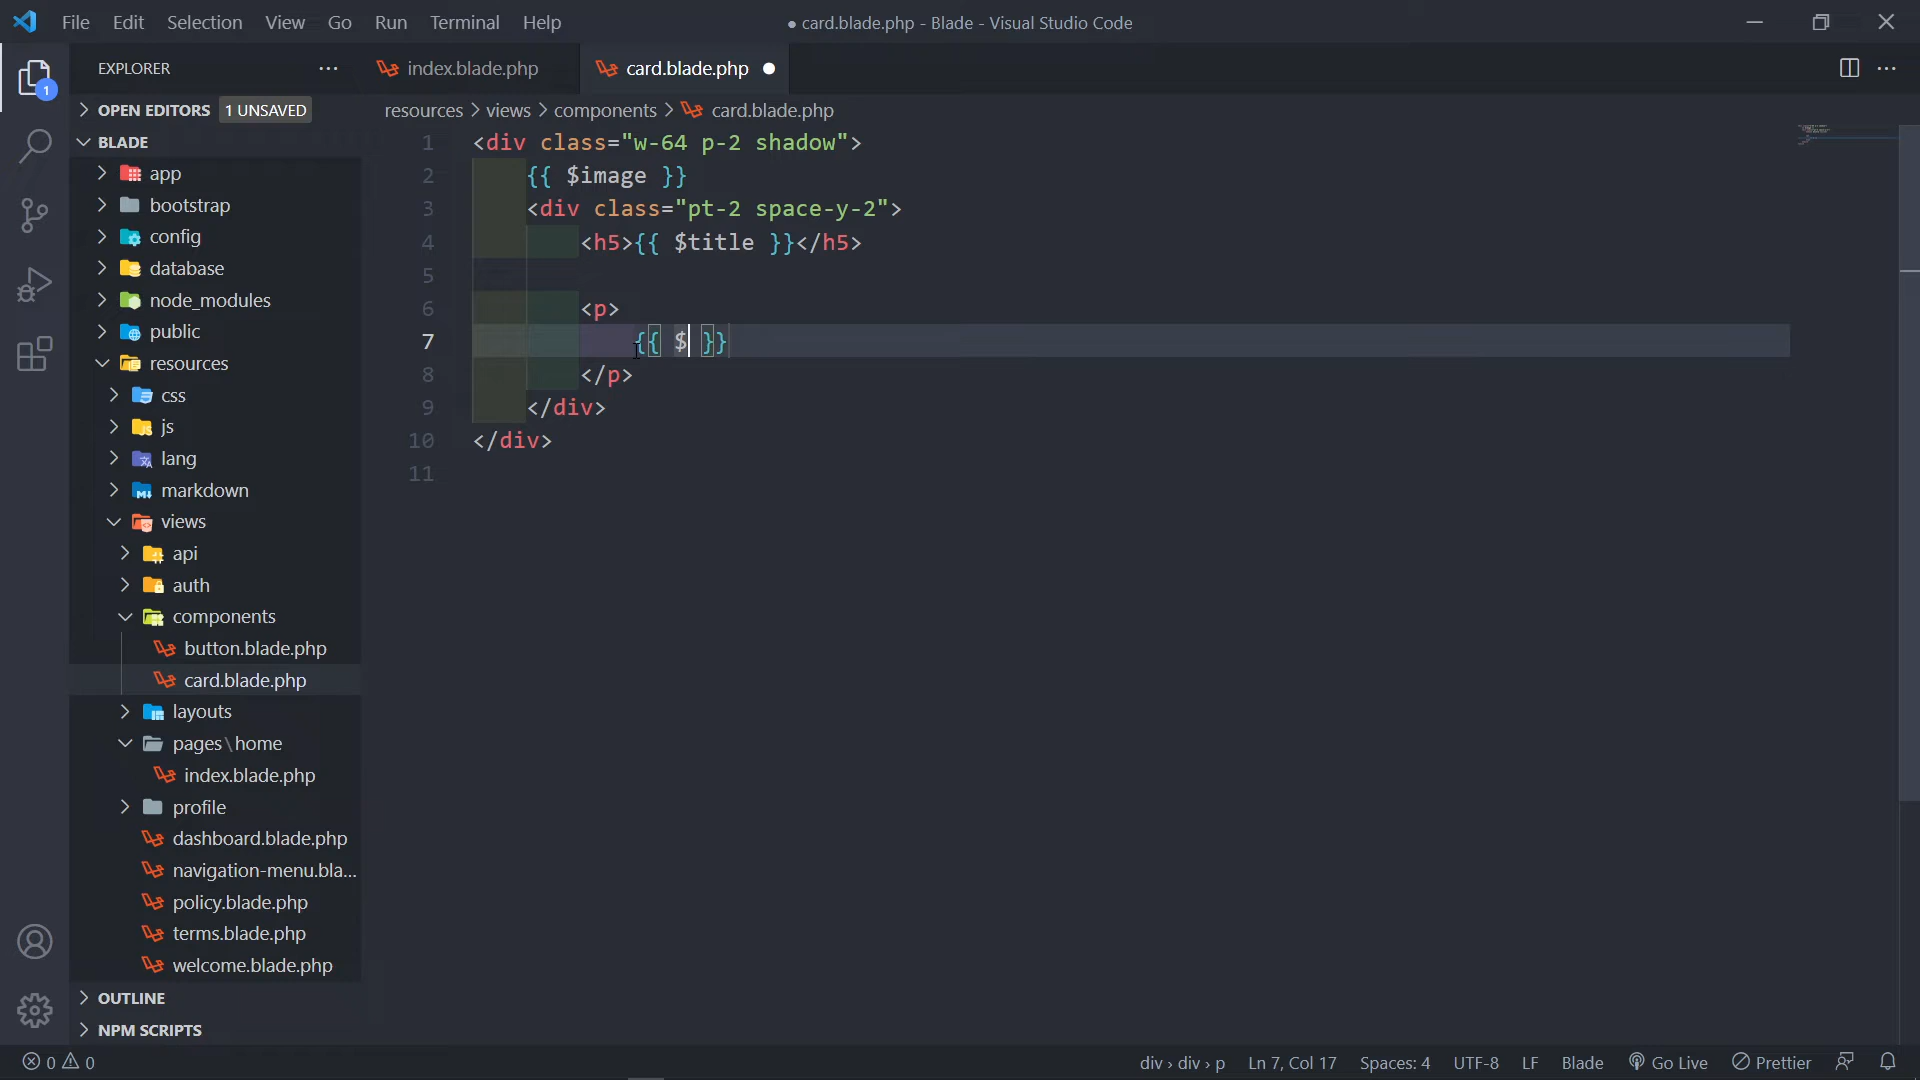 File Edit Selection View Go Run Terminal Help
● card.blade.php - Blade - Visual Studio Code
1
EXPLORER ···
index.blade.php
card.blade.php ●
OPEN EDITORS 1 UNSAVED
resources > views > components > card.blade.php
BLADE
app
bootstrap
config
database
node_modules
public
resources
css
js
lang
markdown
views
api
auth
components
button.blade.php
card.blade.php
layouts
pages\home
index.blade.php
profile
dashboard.blade.php
navigation-menu.bla...
policy.blade.php
terms.blade.php
welcome.blade.php
OUTLINE
NPM SCRIPTS
1 <div class="w-64 p-2 shadow">
2 {{ $image }}
3 <div class="pt-2 space-y-2">
4 <h5>{{ $title }}</h5>
5
6 <p>
7 {{ $ }}
8 </p>
9 </div>
10 </div>
11
0 0
div › div › p Ln 7, Col 17 Spaces: 4 UTF-8 LF Blade Go Live Prettier